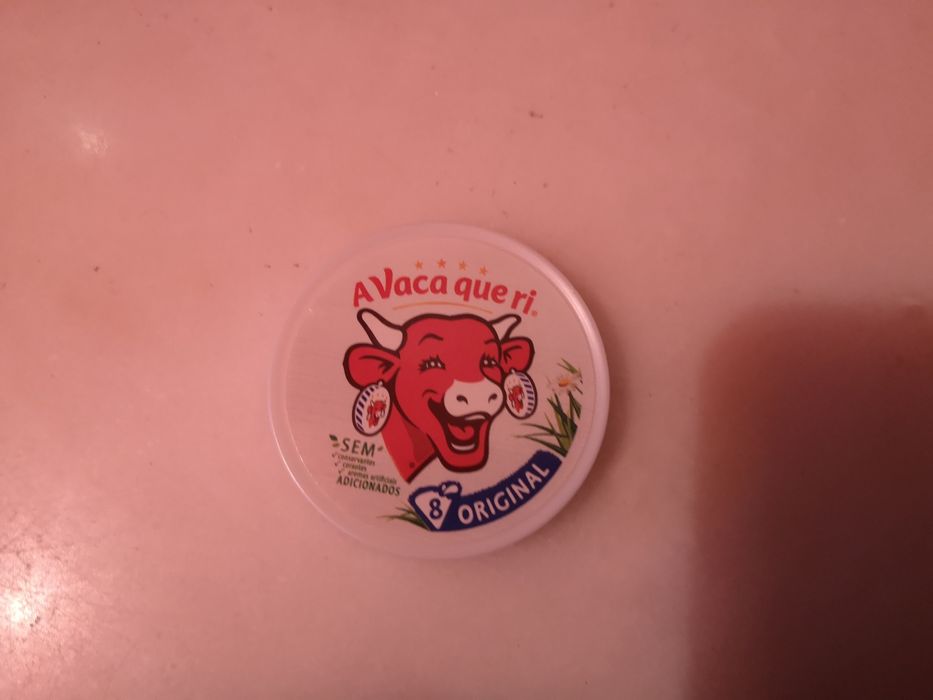 A Vaca que ri.
SEM
conservantes
corantes
aromas artificiais
ADICIONADOS
8 ORIGINAL